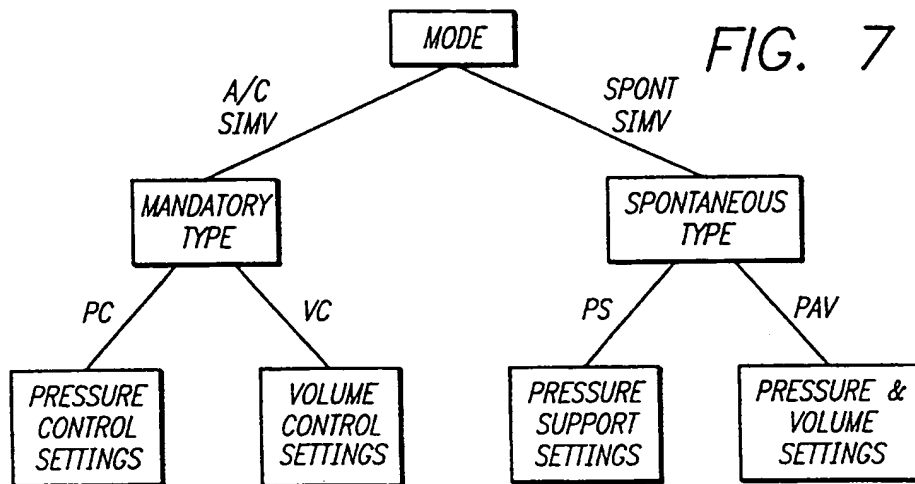 MODE
FIG. 7
A/C
SIMV
SPONT
SIMV
MANDATORY
TYPE
SPONTANEOUS
TYPE
PC
VC
PS
PAV
PRESSURE
CONTROL
SETTINGS
VOLUME
CONTROL
SETTINGS
PRESSURE
SUPPORT
SETTINGS
PRESSURE &
VOLUME
SETTINGS